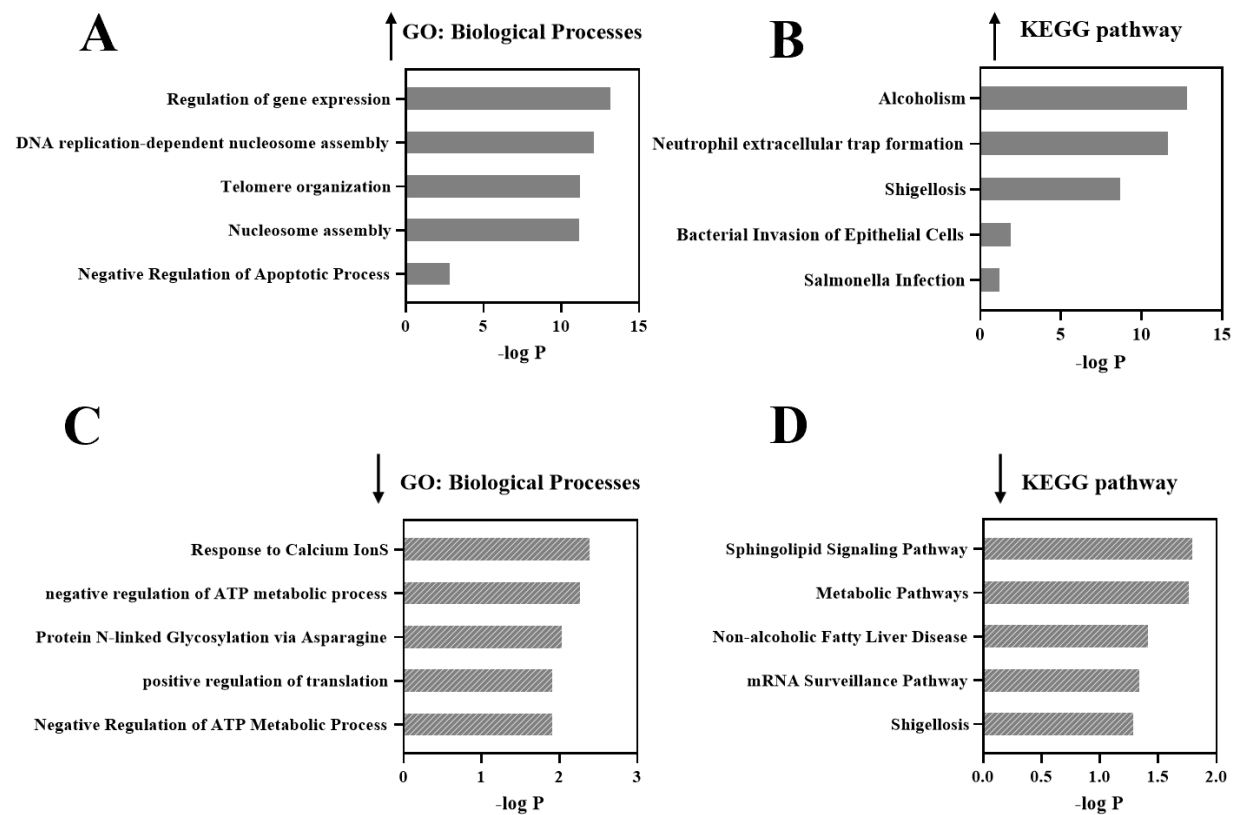 A
GO: Biological Processes
Regulation of gene expression
DNA replication-dependent nucleosome assembly
Telomere organization
Nucleosome assembly
Negative Regulation of Apoptotic Process
0 5 10 15
-log P
B
KEGG pathway
Alcoholism
Neutrophil extracellular trap formation
Shigellosis
Bacterial Invasion of Epithelial Cells
Salmonella Infection
0 5 10 15
-log P
C
GO: Biological Processes
Response to Calcium IonS
negative regulation of ATP metabolic process
Protein N-linked Glycosylation via Asparagine
positive regulation of translation
Negative Regulation of ATP Metabolic Process
0 1 2 3
-log P
D
KEGG pathway
Sphingolipid Signaling Pathway
Metabolic Pathways
Non-alcoholic Fatty Liver Disease
mRNA Surveillance Pathway
Shigellosis
0.0 0.5 1.0 1.5 2.0
-log P